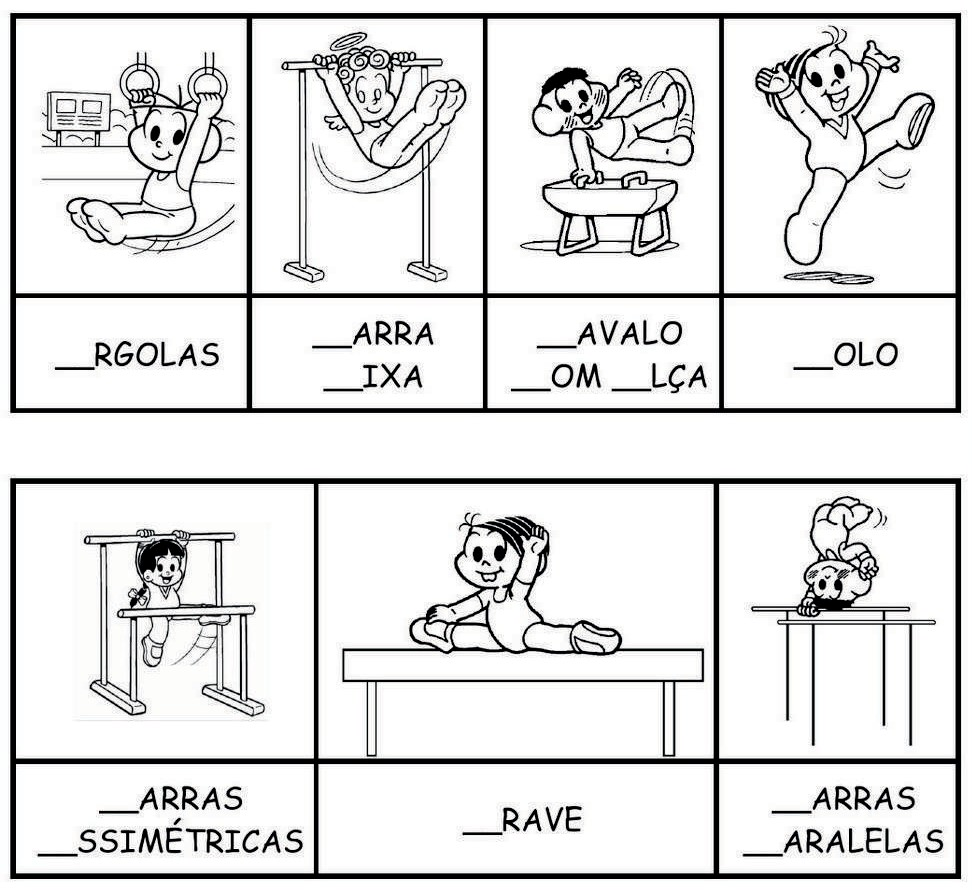 __RGOLAS
__ARRA
__IXA
__AVALO
__OM __LÇA
__OLO
__ARRAS
__SSIMÉTRICAS
__RAVE
__ARRAS
__ARALELAS